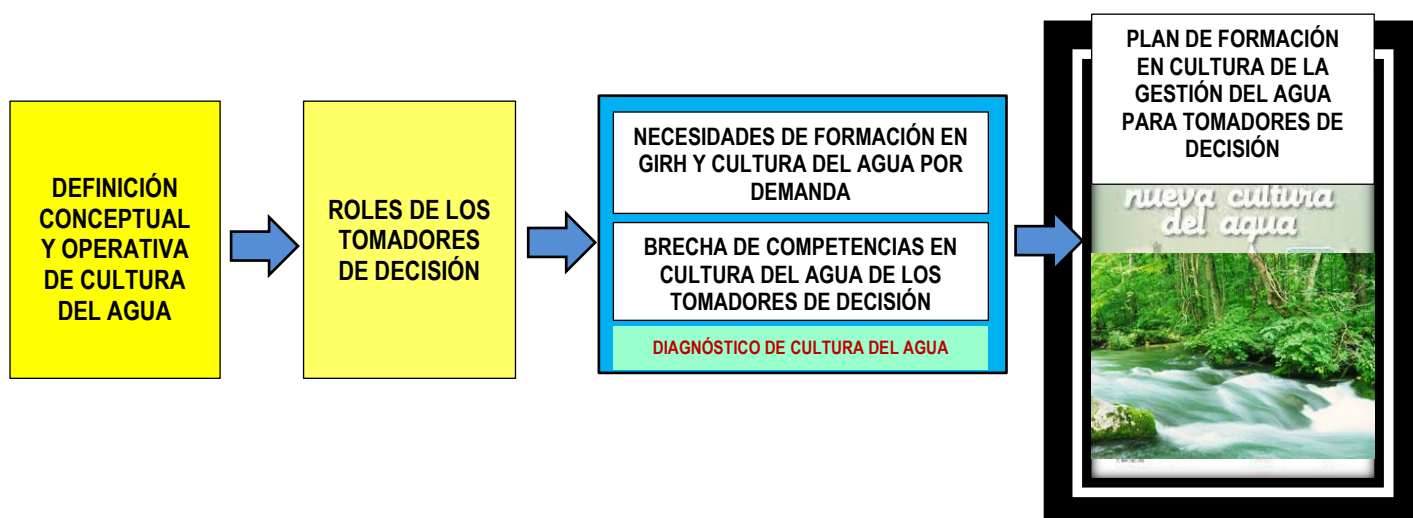 DEFINICIÓN
CONCEPTUAL
Y OPERATIVA
DE CULTURA
DEL AGUA
ROLES DE LOS
TOMADORES
DE DECISIÓN
NECESIDADES DE FORMACIÓN EN
GIRH Y CULTURA DEL AGUA POR
DEMANDA
BRECHA DE COMPETENCIAS EN
CULTURA DEL AGUA DE LOS
TOMADORES DE DECISIÓN
DIAGNÓSTICO DE CULTURA DEL AGUA
PLAN DE FORMACIÓN
EN CULTURA DE LA
GESTIÓN DEL AGUA
PARA TOMADORES DE
DECISIÓN
nueva cultura
del agua